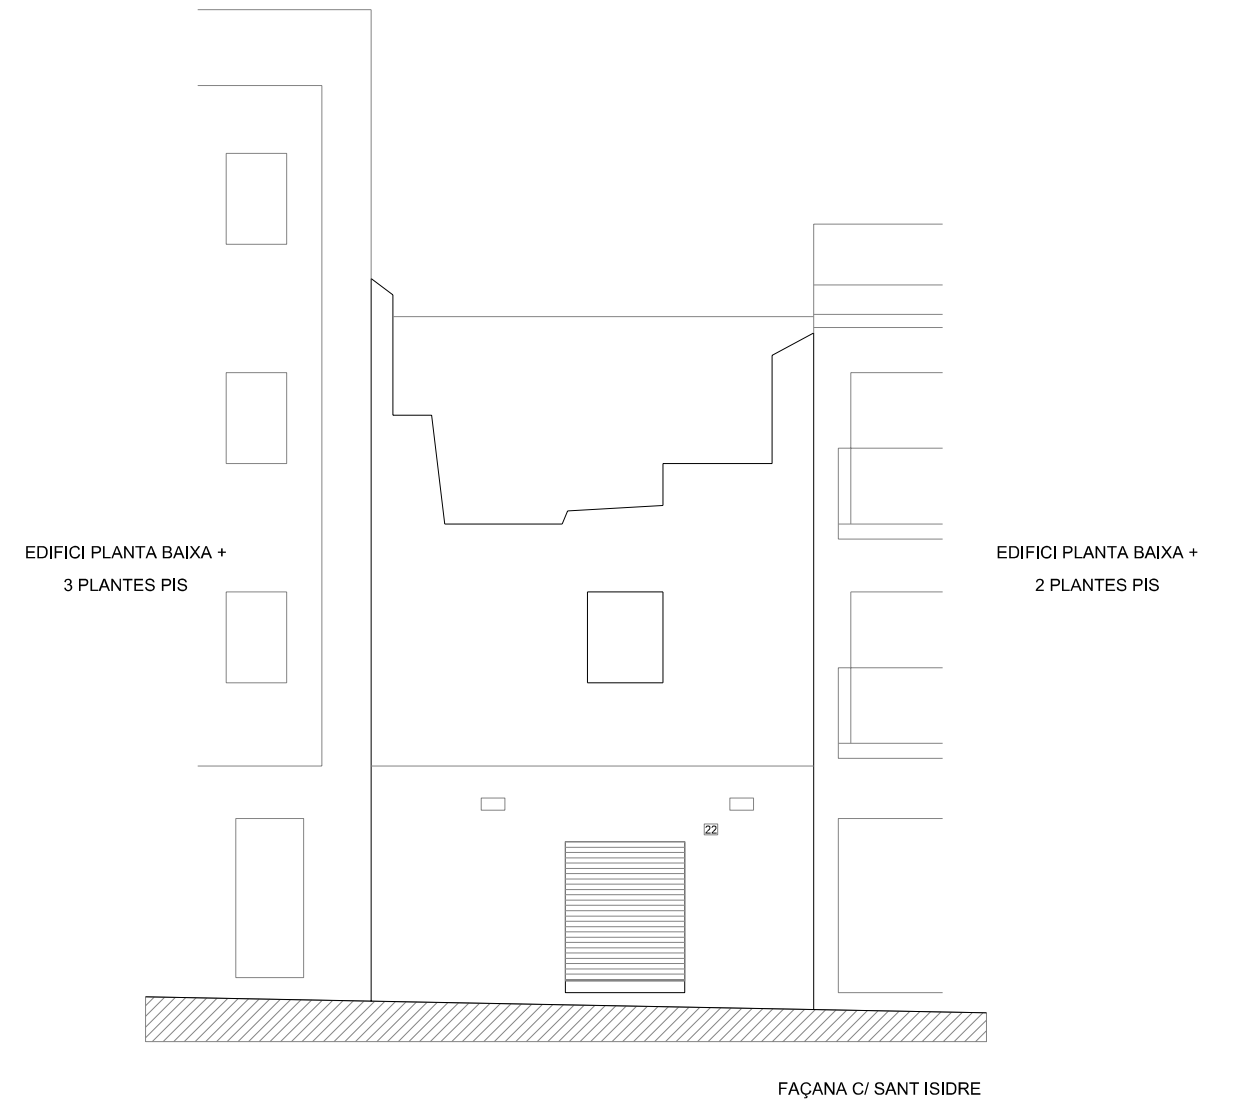 EDIFICI PLANTA BAIXA +
3 PLANTES PIS
EDIFICI PLANTA BAIXA +
2 PLANTES PIS
22
FAÇANA C/ SANT ISIDRE